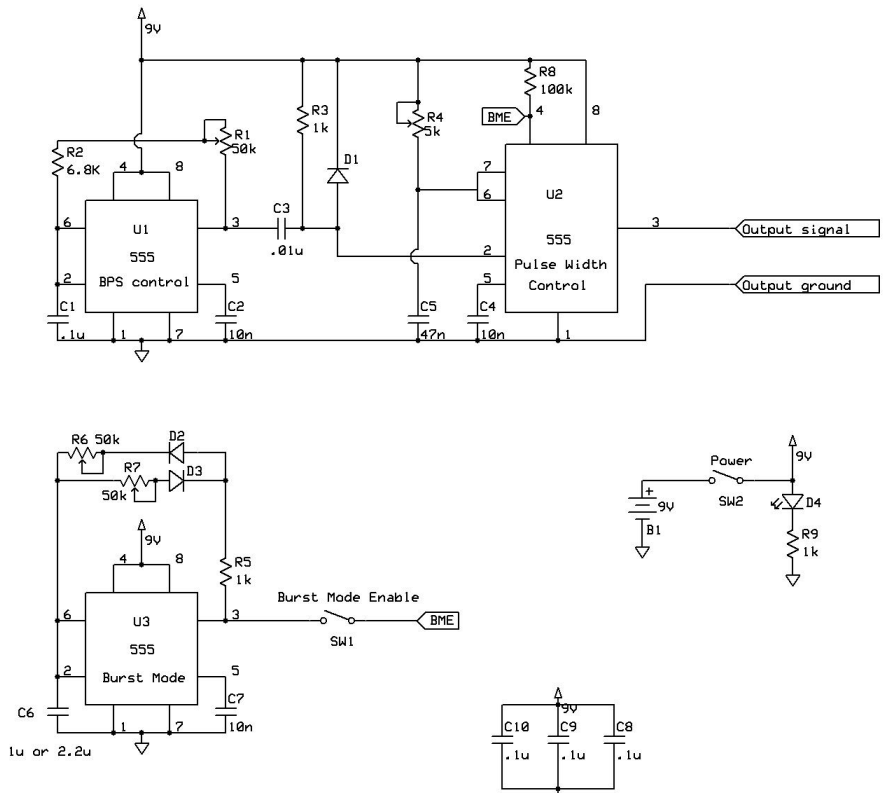 9V
R8
100k
BME
4
8
R3
1k
R4
5k
R1
50k
R2
6.8K
D1
4
8
7
6
U2
6
U1
3
C3
.01u
555
3
Output signal
555
2
Pulse Width
Control
2
BPS control
5
5
Output ground
C1
.1u
C2
10n
C5
47n
C4
10n
1
7
1
R6 50k
D2
R7
50k
D3
9V
4
8
R5
1k
Power
9V
SW2
+
9V
B1
D4
R9
1k
Burst Mode Enable
6
U3
3
BME
SW1
555
2
Burst Mode
5
C6
1u or 2.2u
C7
10n
1
7
9V
C10
.1u
C9
.1u
C8
.1u